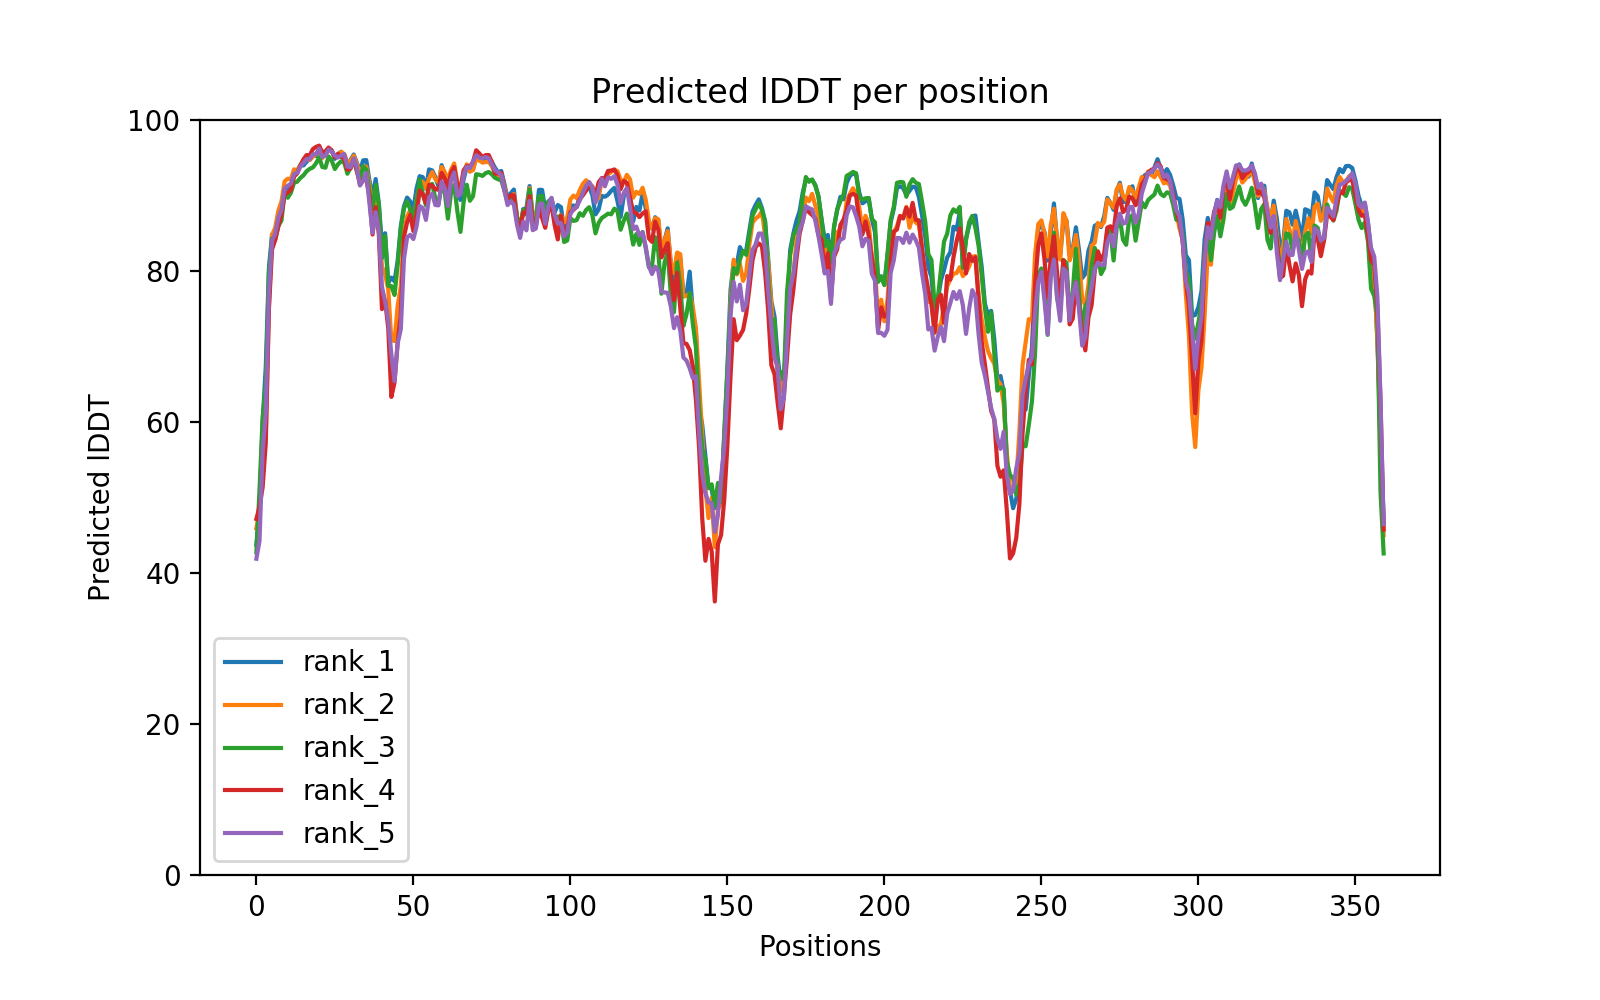 Predicted lDDT per position
100
80
60
40
20
0
Predicted lDDT
rank_1
rank_2
rank_3
rank_4
rank_5
0 50 100 150 200 250 300 350
Positions